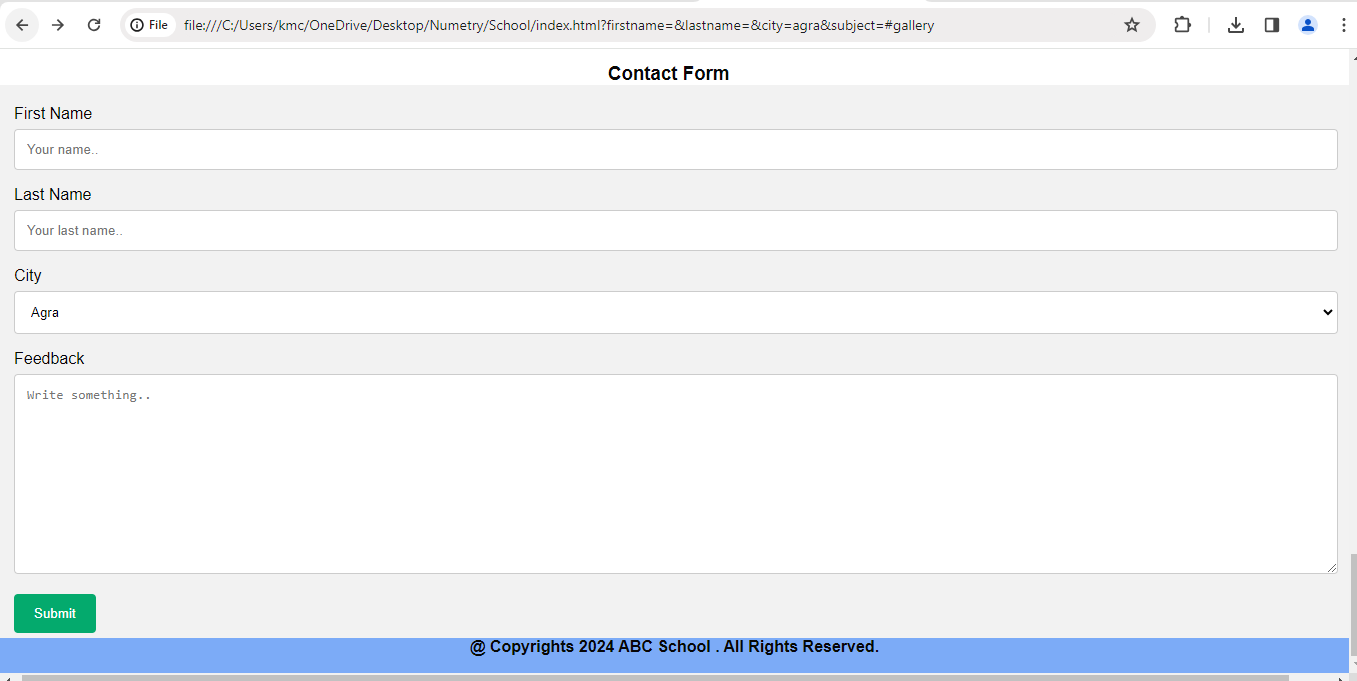 File file:///C:/Users/kmc/OneDrive/Desktop/Numetry/School/index.html?firstname=&lastname=&city=agra&subject=#gallery
Contact Form
First Name
Your name..
Last Name
Your last name..
City
Agra
Feedback
Write something..
Submit
@ Copyrights 2024 ABC School . All Rights Reserved.